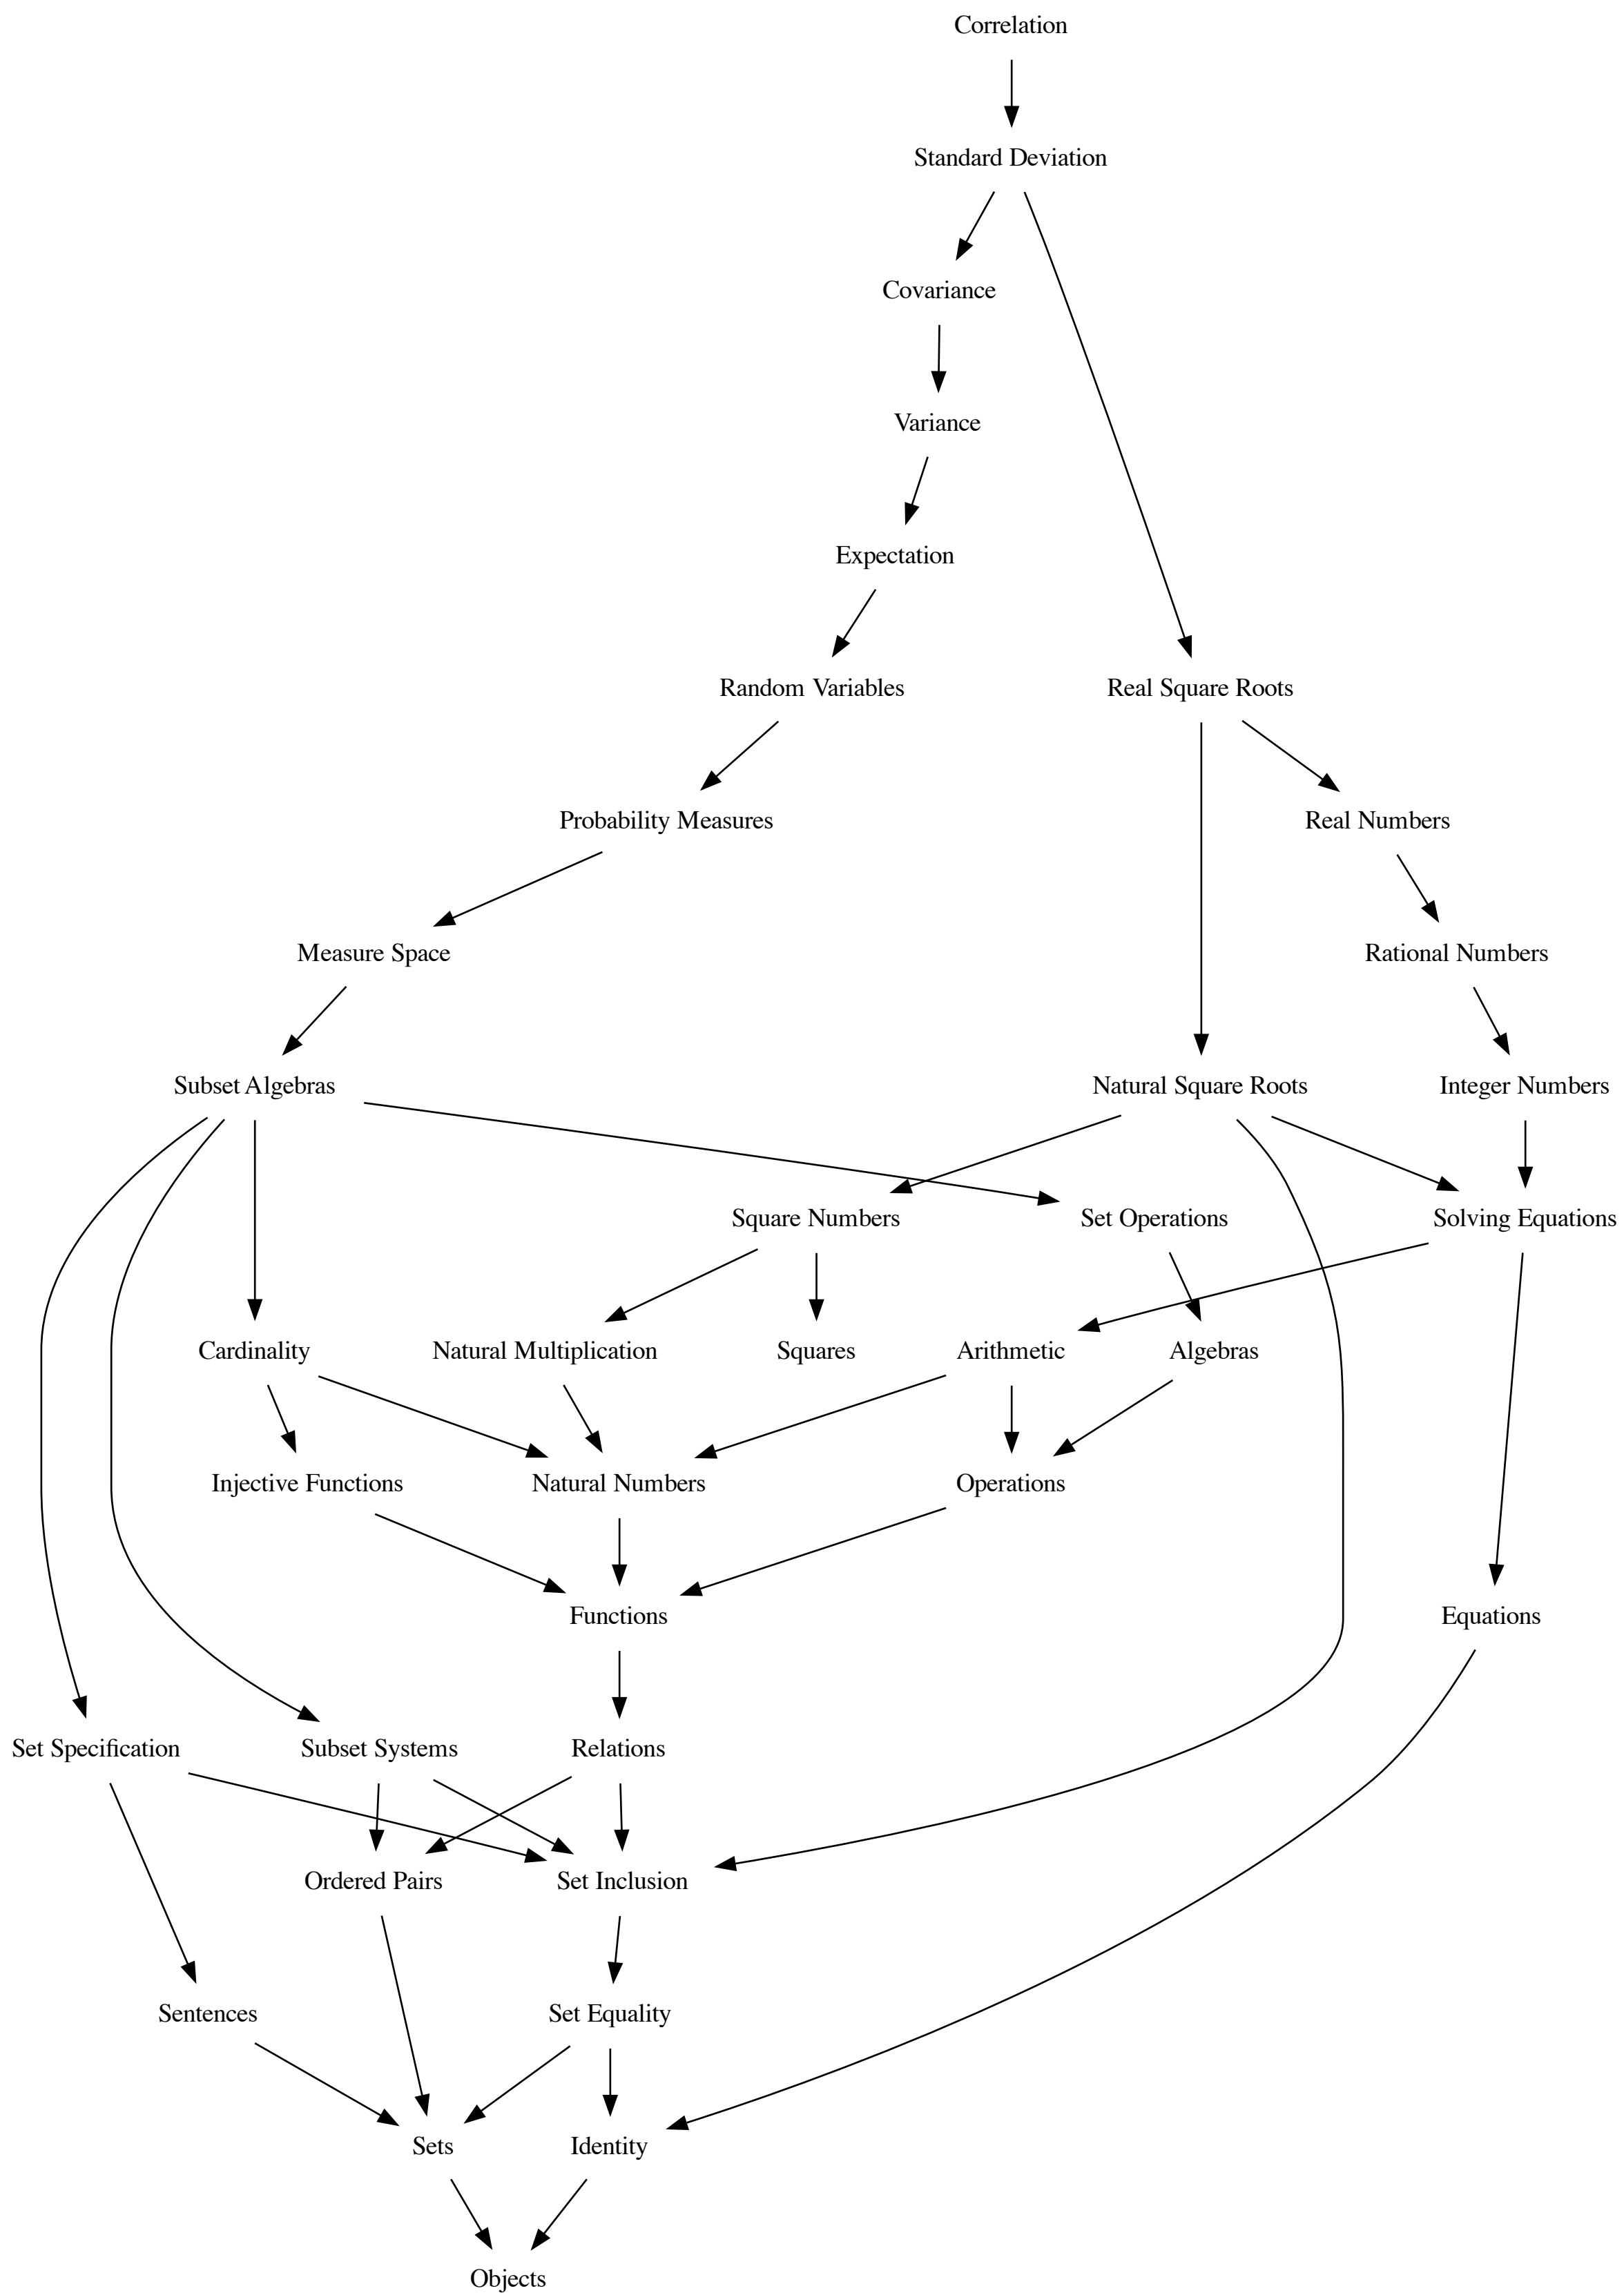 Correlation
Standard Deviation
Covariance
Variance
Expectation
Random Variables
Real Square Roots
Probability Measures
Real Numbers
Measure Space
Rational Numbers
Subset Algebras
Natural Square Roots
Integer Numbers
Square Numbers
Set Operations
Solving Equations
Cardinality
Natural Multiplication
Squares
Arithmetic
Algebras
Injective Functions
Natural Numbers
Operations
Functions
Equations
Set Specification
Subset Systems
Relations
Ordered Pairs
Set Inclusion
Sentences
Set Equality
Sets
Identity
Objects